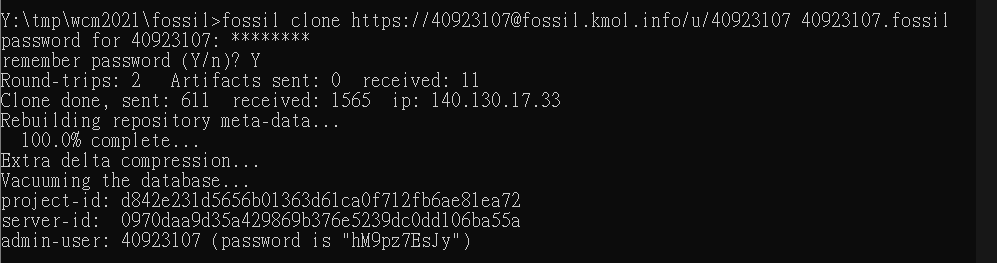 Y:\tmp\wcm2021\fossil>fossil clone https://40923107@fossil.kmol.info/u/40923107 40923107.fossil
password for 40923107: ********
remember password (Y/n)? Y
Round-trips: 2   Artifacts sent: 0  received: 11
Clone done, sent: 611  received: 1565  ip: 140.130.17.33
Rebuilding repository meta-data...
  100.0% complete...
Extra delta compression...
Vacuuming the database...
project-id: d842e231d5656b01363d61ca0f712fb6ae81ea72
server-id:  0970daa9d35a429869b376e5239dc0dd106ba55a
admin-user: 40923107 (password is "hM9pz7EsJy")